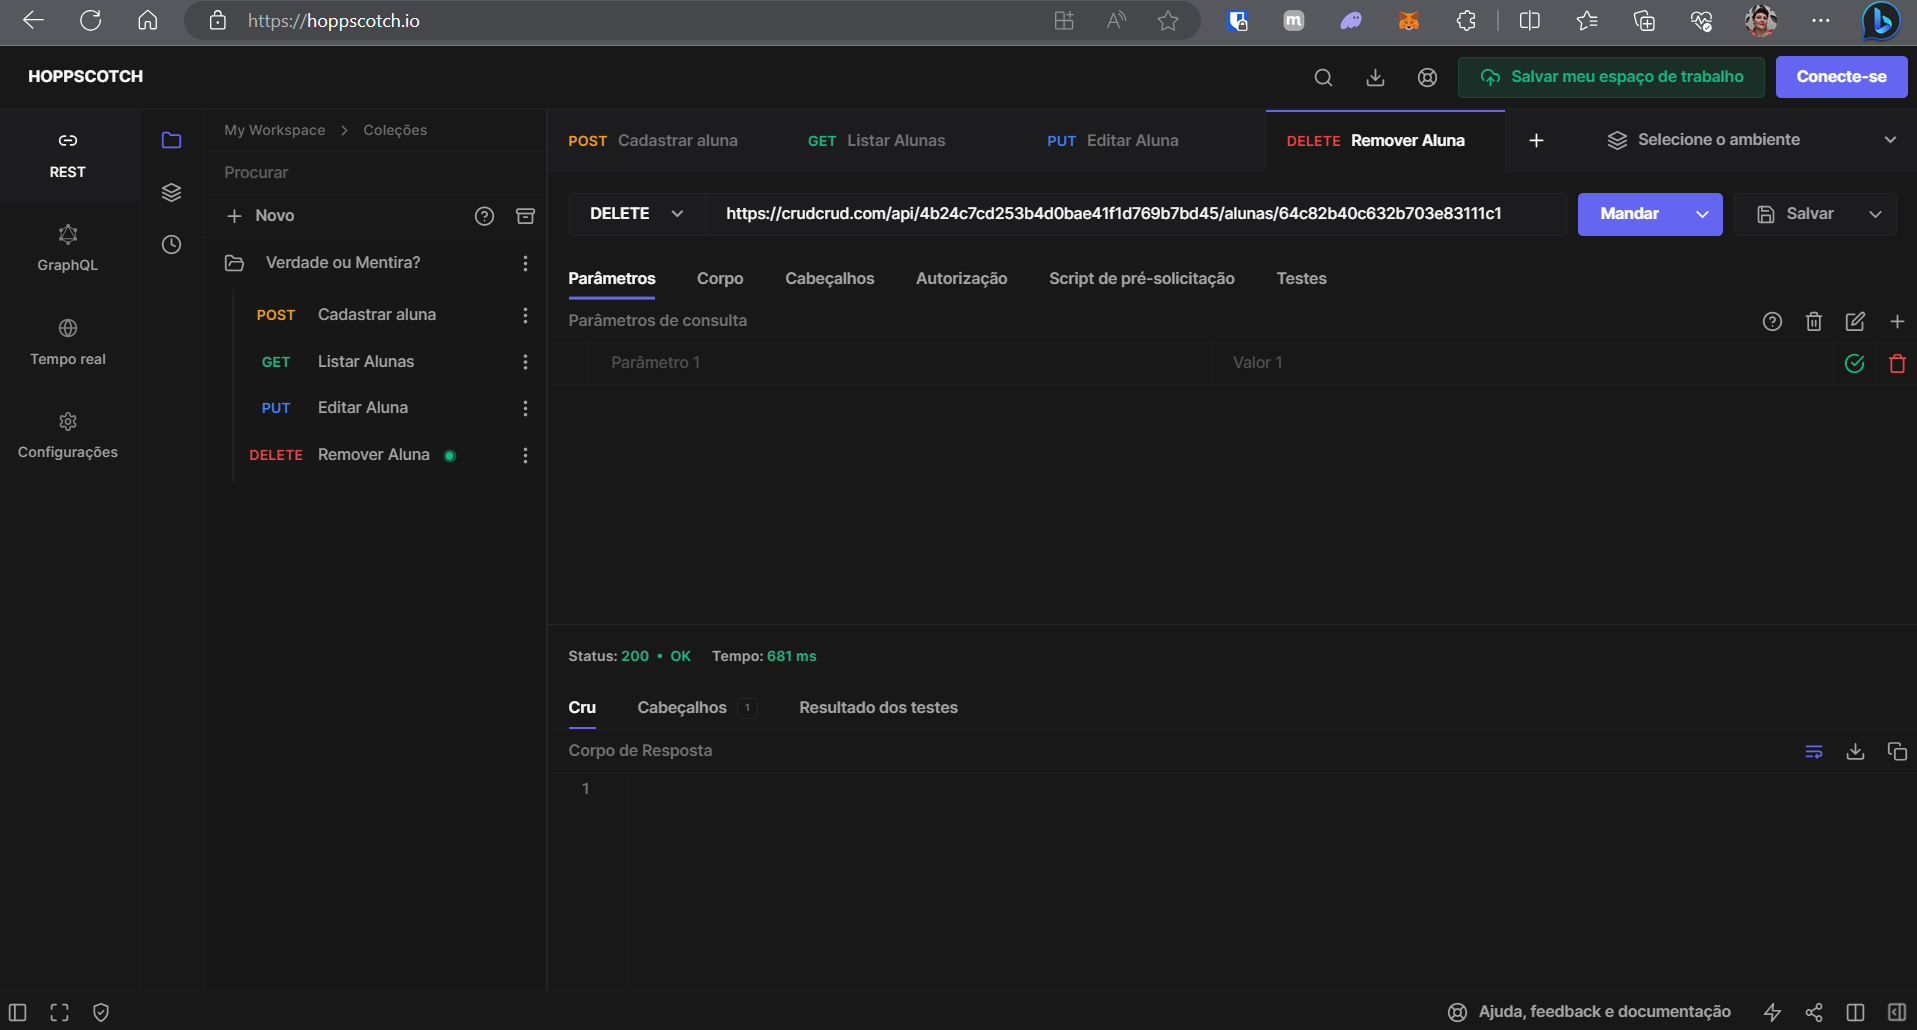 https://hoppscotch.io
HOPPSCOTCH
Salvar meu espaço de trabalho
Conecte-se
REST
GraphQL
Tempo real
Configurações
My Workspace > Coleções
Procurar
+ Novo
Verdade ou Mentira?
POST Cadastrar aluna
GET Listar Alunas
PUT Editar Aluna
DELETE Remover Aluna
POST Cadastrar aluna
GET Listar Alunas
PUT Editar Aluna
DELETE Remover Aluna
Selecione o ambiente
DELETE
https://crudcrud.com/api/4b24c7cd253b4d0bae41f1d769b7bd45/alunas/64c82b40c632b703e83111c1
Mandar
Salvar
Parâmetros
Corpo
Cabeçalhos
Autorização
Script de pré-solicitação
Testes
Parâmetros de consulta
Parâmetro 1
Valor 1
Status: 200 • OK
Tempo: 681 ms
Cru
Cabeçalhos 1
Resultado dos testes
Corpo de Resposta
1
Ajuda, feedback e documentação